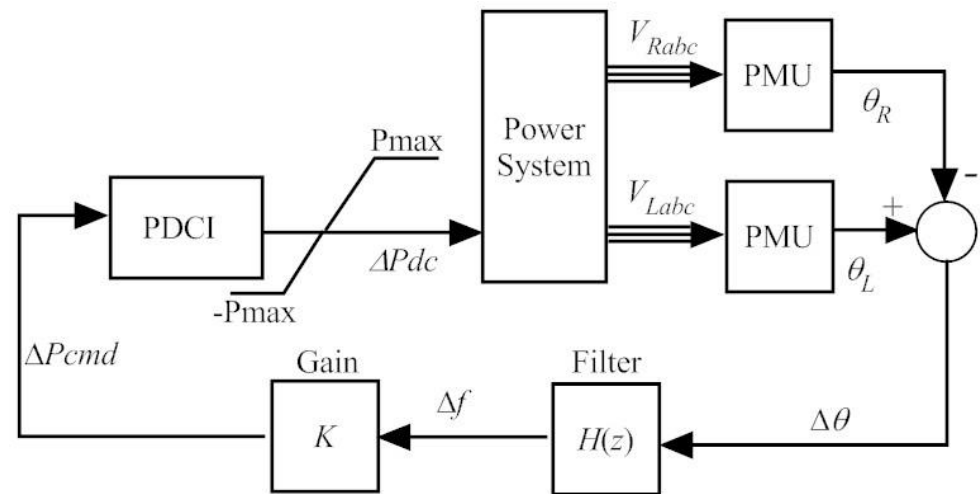 V_Rabc
PMU
θ_R
-
Power
System
Pmax
PDCI
ΔPdc
-Pmax
V_Labc
PMU
+
θ_L
ΔPcmd
Gain
K
Δf
Filter
H(z)
Δθ